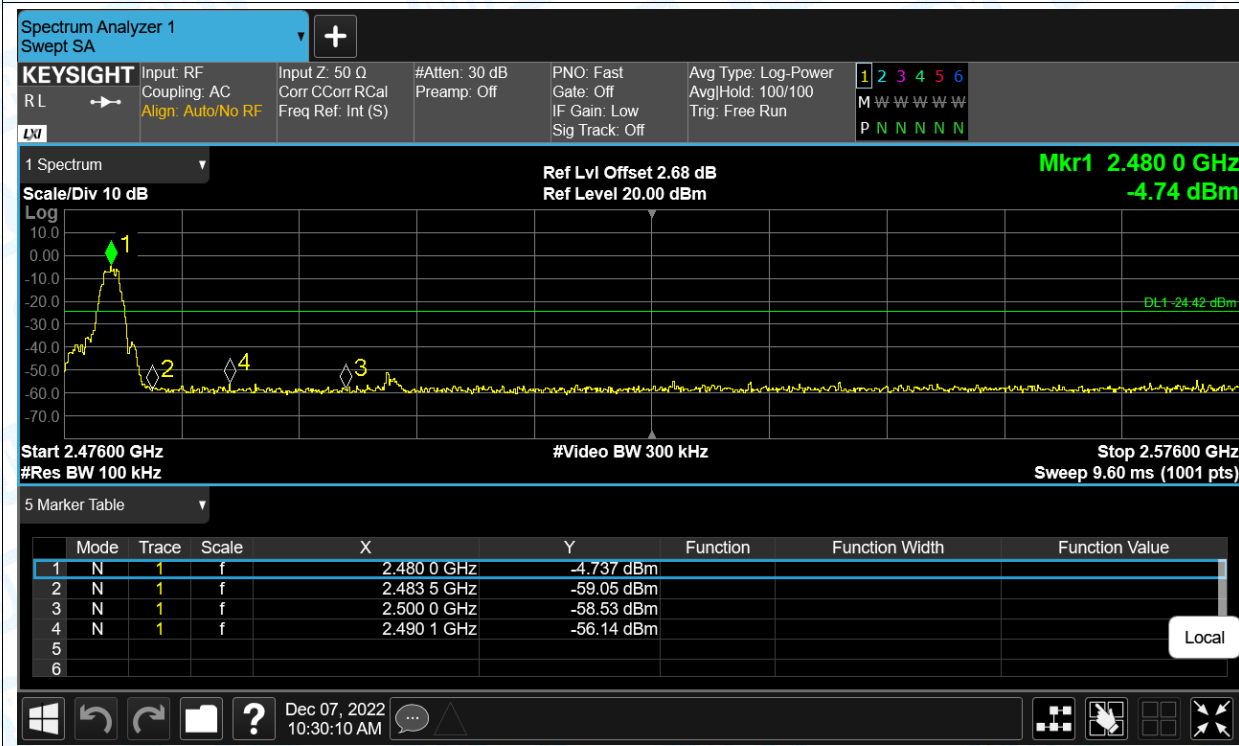 Spectrum Analyzer 1
Swept SA
KEYSIGHT
R L
LXI
Input: RF
Coupling: AC
Align: Auto/No RF
Input Z: 50 Ω
Corr CCorr RCal
Freq Ref: Int (S)
#Atten: 30 dB
Preamp: Off
PNO: Fast
Gate: Off
IF Gain: Low
Sig Track: Off
Avg Type: Log-Power
Avg|Hold: 100/100
Trig: Free Run
1 2 3 4 5 6
M W W W W W
P N N N N N
1 Spectrum
Scale/Div 10 dB
Ref Lvl Offset 2.68 dB
Ref Level 20.00 dBm
Mkr1 2.480 0 GHz
-4.74 dBm
Log
10.0
0.00
-10.0
-20.0
-30.0
-40.0
-50.0
-60.0
-70.0
1
2
4
3
DL1 -24.42 dBm
Start 2.47600 GHz
#Video BW 300 kHz
Stop 2.57600 GHz
#Res BW 100 kHz
Sweep 9.60 ms (1001 pts)
5 Marker Table
Mode Trace Scale X Y Function Function Width Function Value
1 N 1 f 2.480 0 GHz -4.737 dBm
2 N 1 f 2.483 5 GHz -59.05 dBm
3 N 1 f 2.500 0 GHz -58.53 dBm
4 N 1 f 2.490 1 GHz -56.14 dBm
5
6
Local
?
Dec 07, 2022
10:30:10 AM